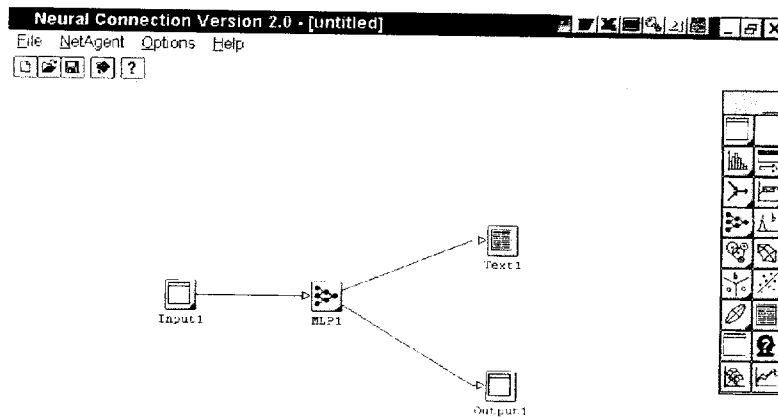 Neural Connection Version 2.0 - [untitled]
File NetAgent Options Help
Text1
Input1
MLP1
Output1